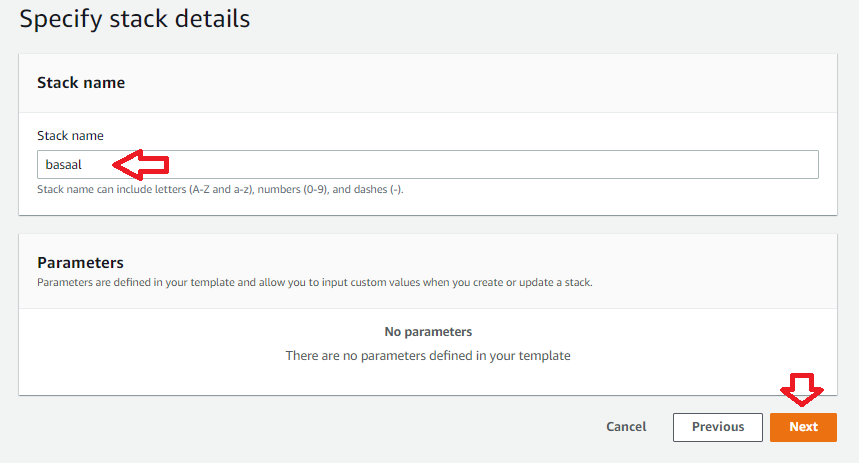 Specify stack details
Stack name
Stack name
basaal
Stack name can include letters (A-Z and a-z), numbers (0-9), and dashes (-).
Parameters
Parameters are defined in your template and allow you to input custom values when you create or update a stack.
No parameters
There are no parameters defined in your template
Cancel Previous Next